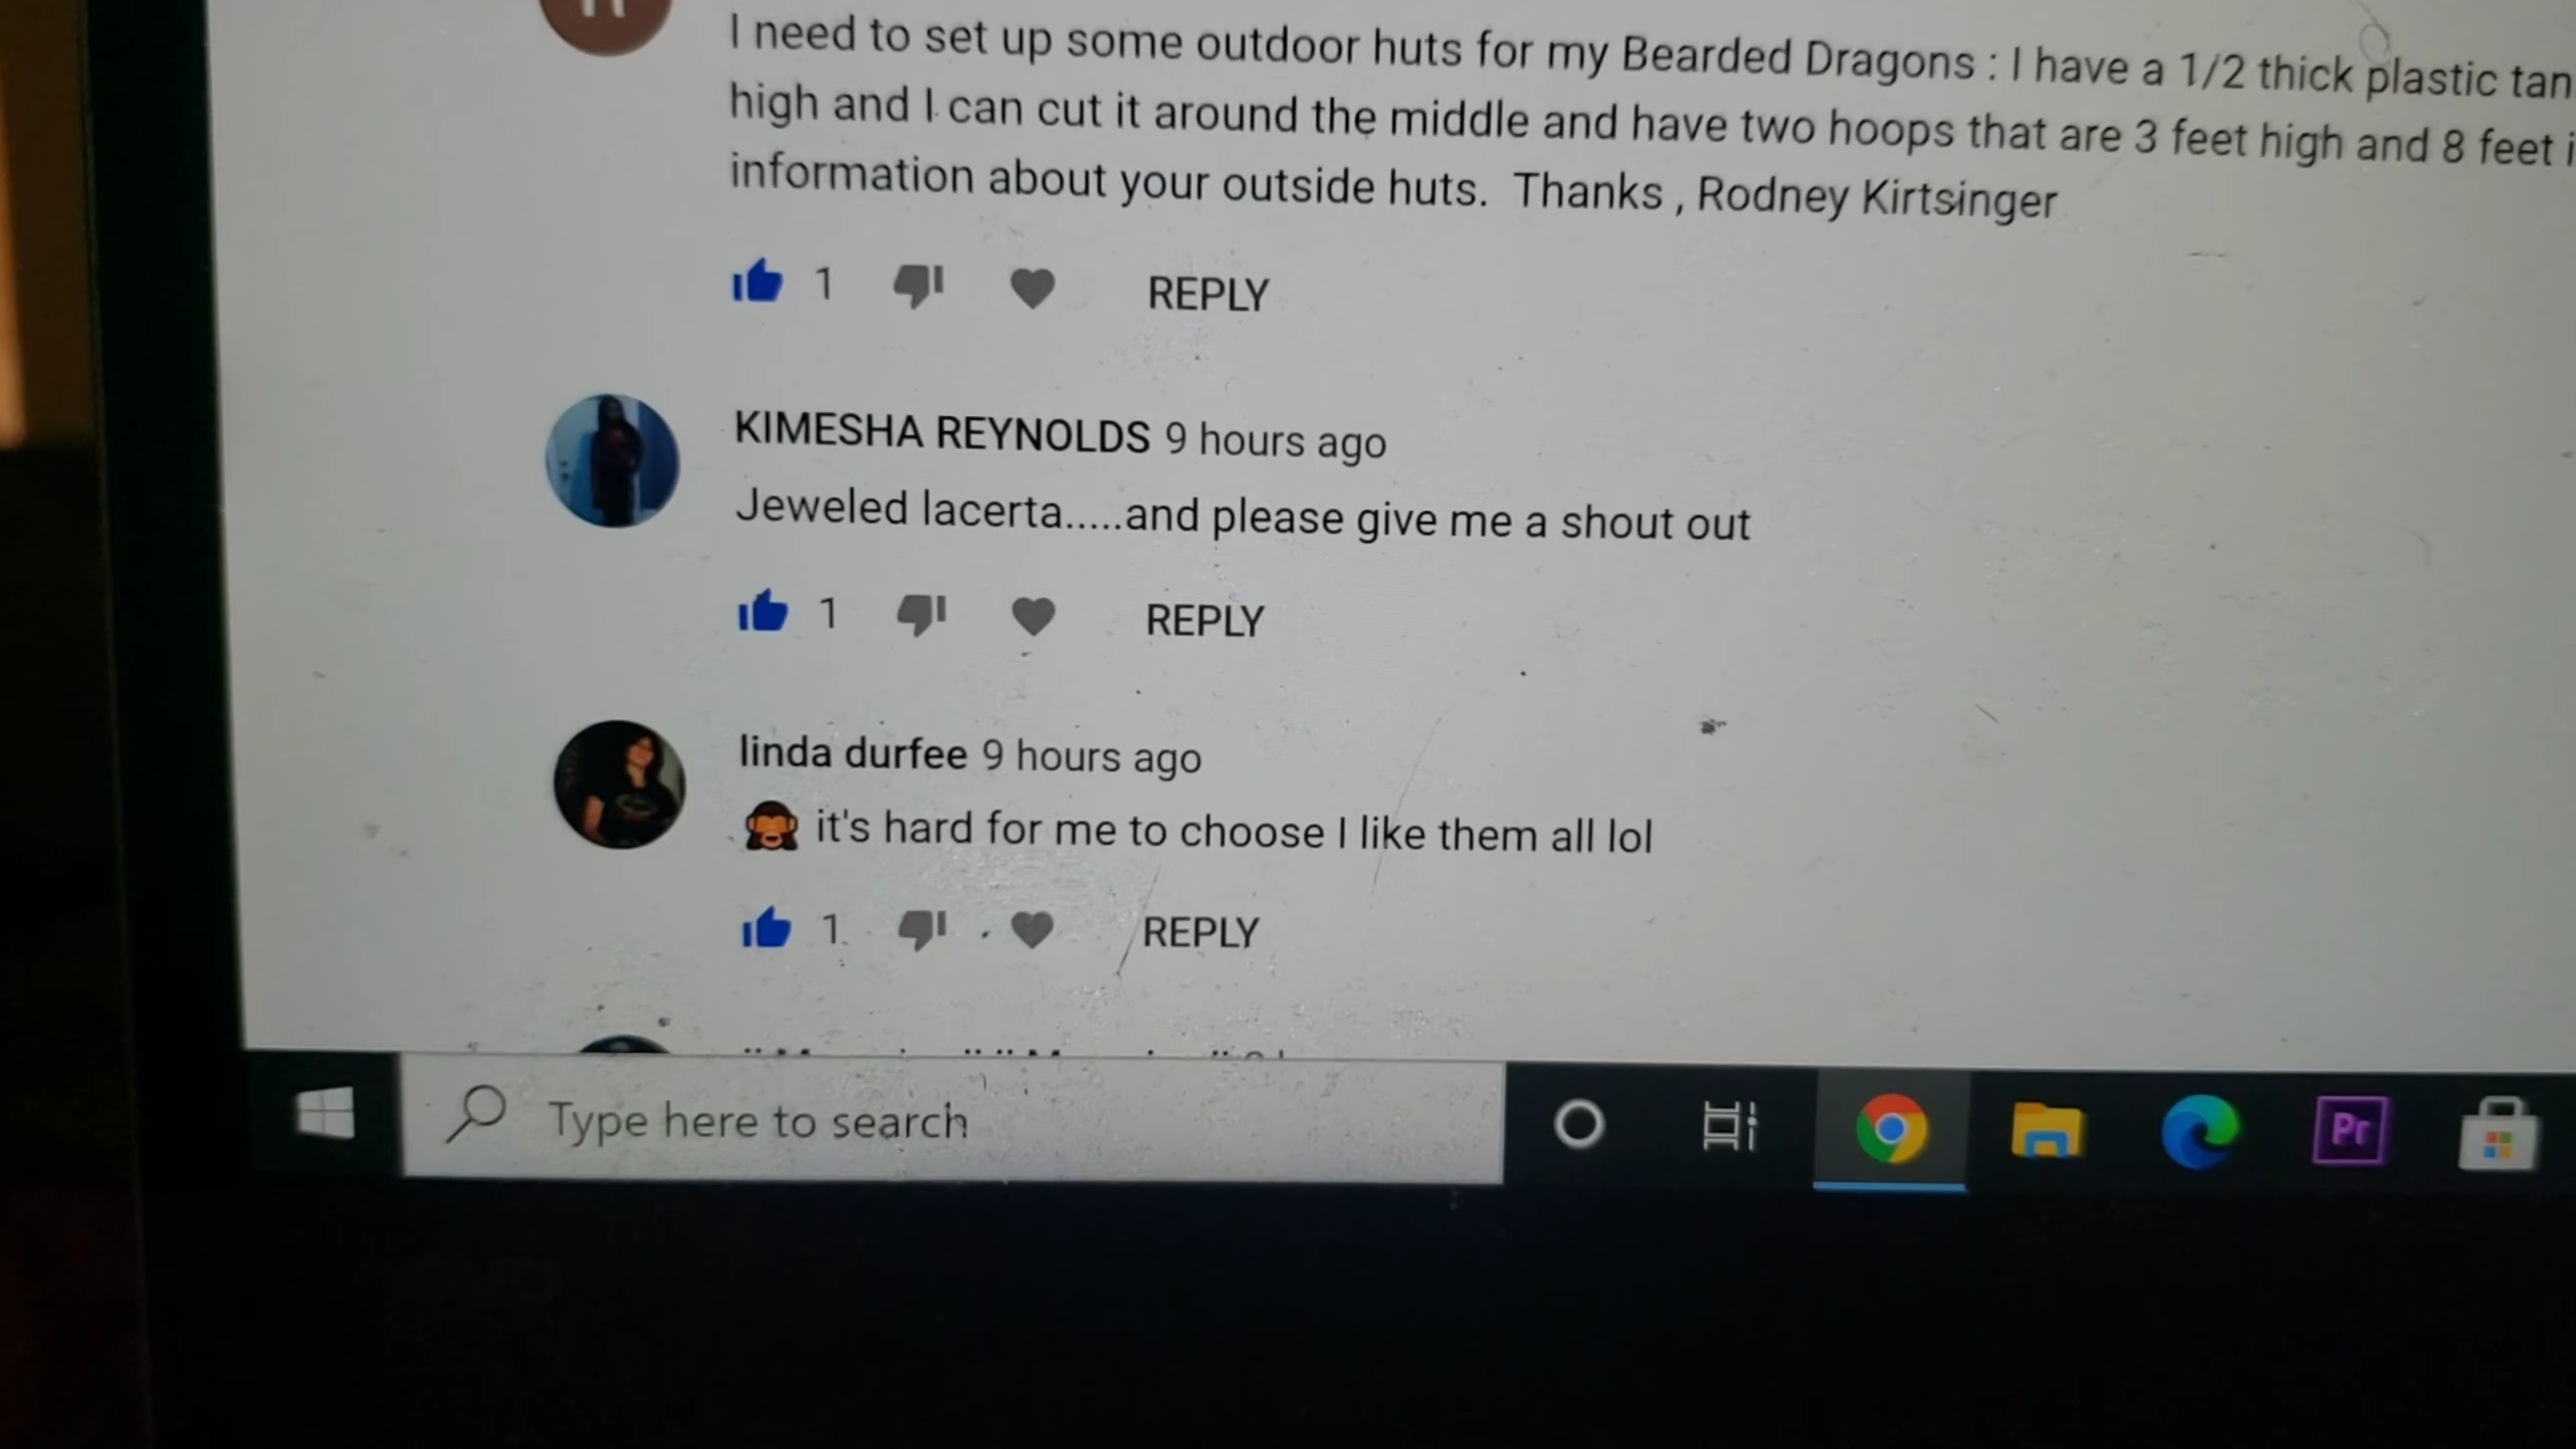 I need to set up some outdoor huts for my Bearded Dragons : I have a 1/2 thick plastic tan
high and I can cut it around the middle and have two hoops that are 3 feet high and 8 feet i
information about your outside huts. Thanks , Rodney Kirtsinger
1 REPLY
KIMESHA REYNOLDS 9 hours ago
Jeweled lacerta.....and please give me a shout out
1 REPLY
linda durfee 9 hours ago
🙊 it's hard for me to choose I like them all lol
1 REPLY
Type here to search
Pr